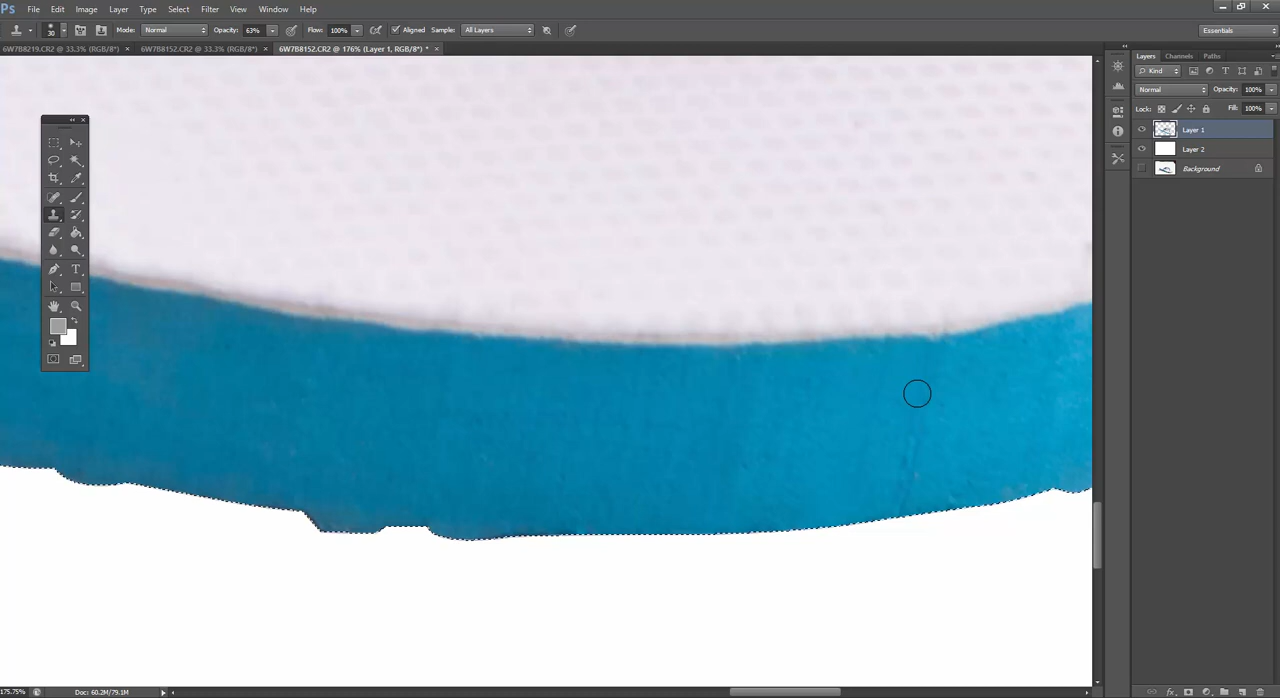 Ps File Edit Image Layer Type Select Filter View Window Help
30 Mode: Normal Opacity: 63% Flow: 100% Aligned Sample: All Layers Essentials
6W7B8219.CR2 @ 33.3% (RGB/8*) × 6W7B8152.CR2 @ 33.3% (RGB/8*) × 6W7B8152.CR2 @ 176% (Layer 1, RGB/8*) * ×
Layers Channels Paths
Kind
Normal Opacity: 100%
Lock: Fill: 100%
Layer 1
Layer 2
Background
175.75% Doc: 60.2M/79.1M